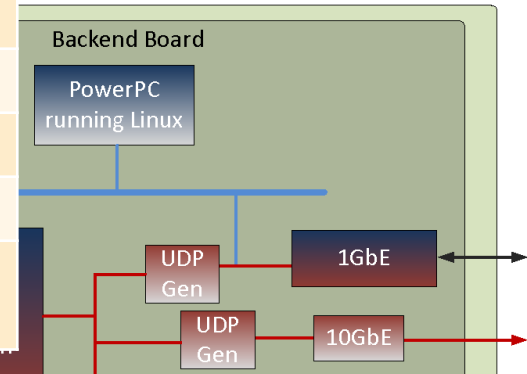 Backend Board
PowerPC
running Linux
UDP
Gen
1GbE
UDP
Gen
10GbE